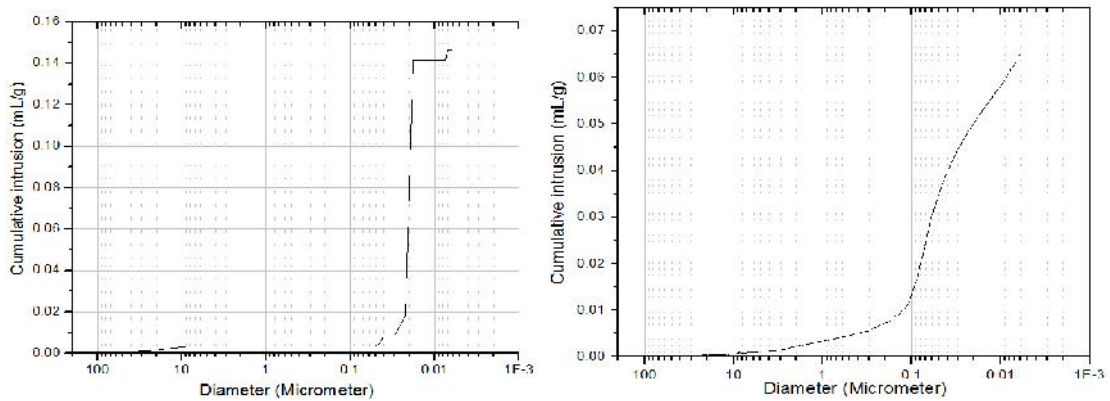 Cumulative intrusion (mL/g)
0.16
0.14
0.12
0.10
0.08
0.06
0.04
0.02
0.00
100 10 1 0.1 0.01 1E-3
Diameter (Micrometer)
Cumulative intrusion (mL/g)
0.07
0.06
0.05
0.04
0.03
0.02
0.01
0.00
100 10 1 0.1 0.01 1E-3
Diameter (Micrometer)